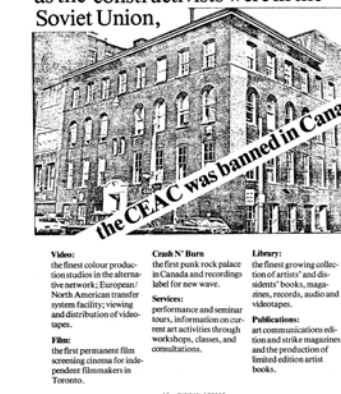 as the constructivists were in the
Soviet Union,
the CEAC was banned in Cana
Video:
the finest colour produc-
tion studios in the alterna-
tive network; European/
North American transfer
system facility; viewing
and distribution of video-
tapes.
Film:
the first permanent film
screening cinema for inde-
pendent filmmakers in
Toronto.
Crash N' Burn
the first punk rock palace
in Canada and recordings
label for new wave.
Services:
performance and seminar
tours, information on cur-
rent art activities through
workshops, classes, and
consultations.
Library:
the finest growing collec-
tion of artists' and dis-
sidents' books, maga-
zines, records, audio and
videotapes.
Publications:
art communications edi-
tion and strike magazines
and the production of
limited edition artist
books.